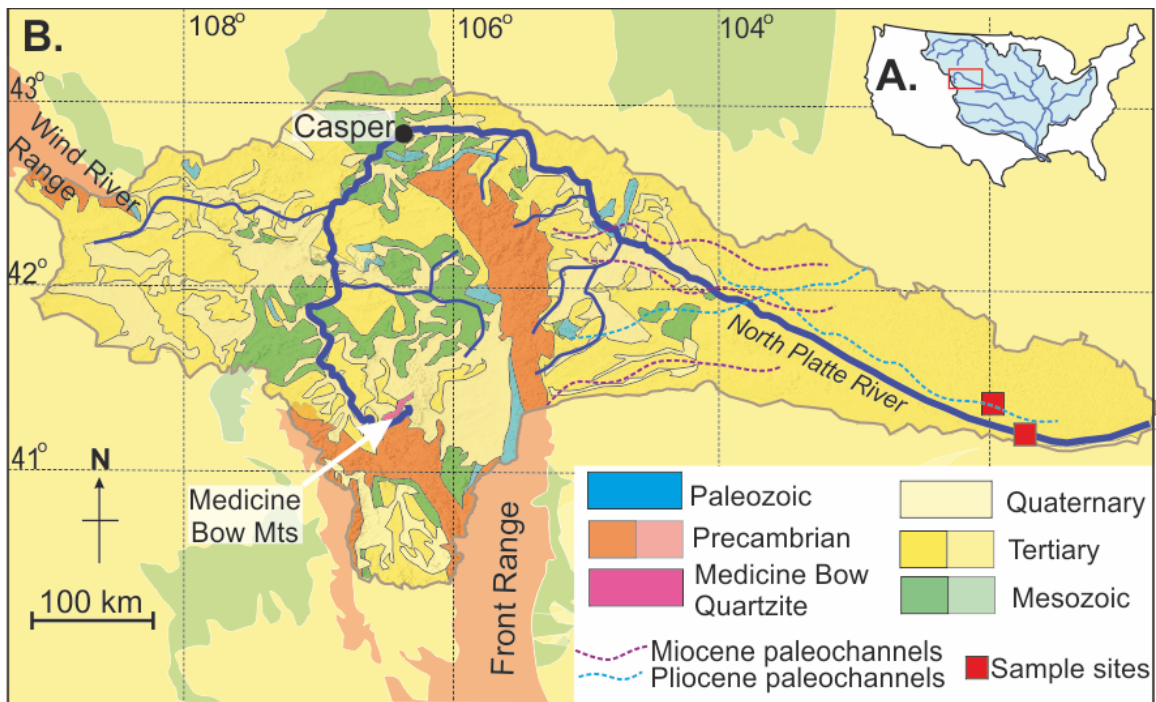 B.
108°
106°
104°
A.
43°
Casper
Wind River
Range
42°
North Platte River
41°
N
Medicine
Bow Mts
100 km
Front Range
Paleozoic
Precambrian
Medicine Bow
Quartzite
Quaternary
Tertiary
Mesozoic
Miocene paleochannels
Pliocene paleochannels
Sample sites